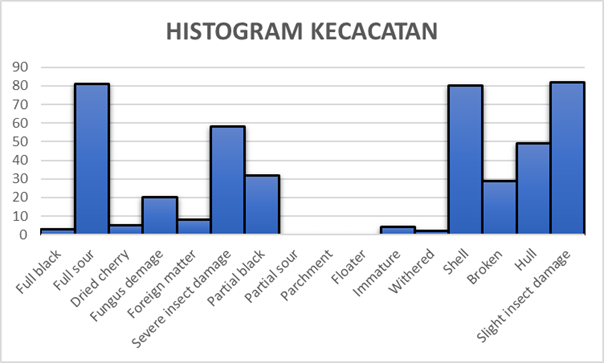 HISTOGRAM KECACATAN
90
80
70
60
50
40
30
20
10
0
Full black
Full sour
Dried cherry
Fungus demage
Foreign matter
Severe insect damage
Partial black
Partial sour
Parchment
Floater
Immature
Withered
Shell
Broken
Hull
Slight insect damage